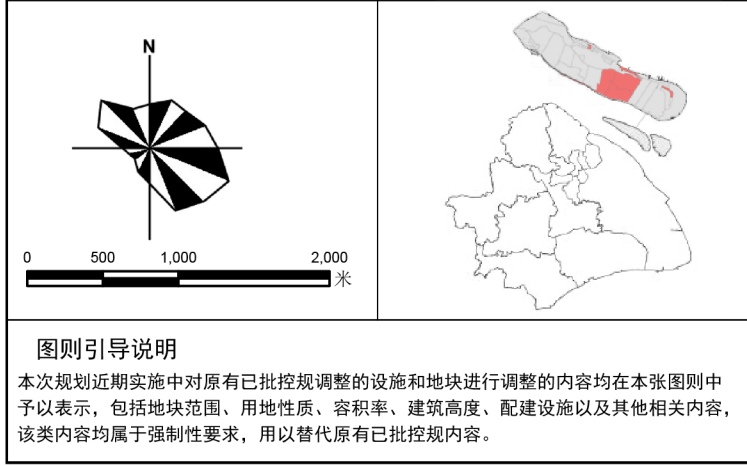 N
0 500 1,000 2,000
米
图则引导说明
本次规划近期实施中对原有已批控规调整的设施和地块进行调整的内容均在本张图则中
予以表示，包括地块范围、用地性质、容积率、建筑高度、配建设施以及其他相关内容，
该类内容均属于强制性要求，用以替代原有已批控规内容。